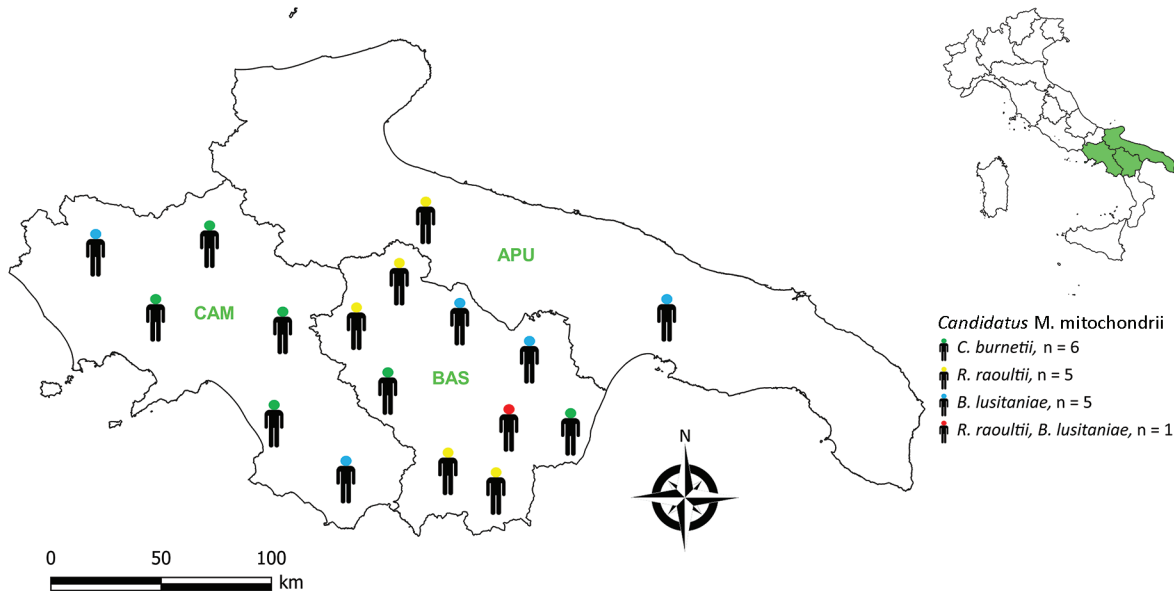 APU
CAM
BAS
N
0 50 100
km
Candidatus M. mitochondrii
C. burnetii, n = 6
R. raoultii, n = 5
B. lusitaniae, n = 5
R. raoultii, B. lusitaniae, n = 1